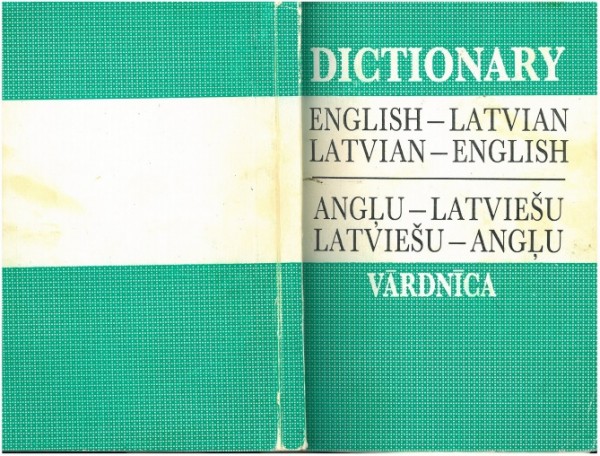 DICTIONARY
ENGLISH – LATVIAN
LATVIAN – ENGLISH
ANGĻU – LATVIEŠU
LATVIEŠU – ANGĻU
VĀRDNĪCA